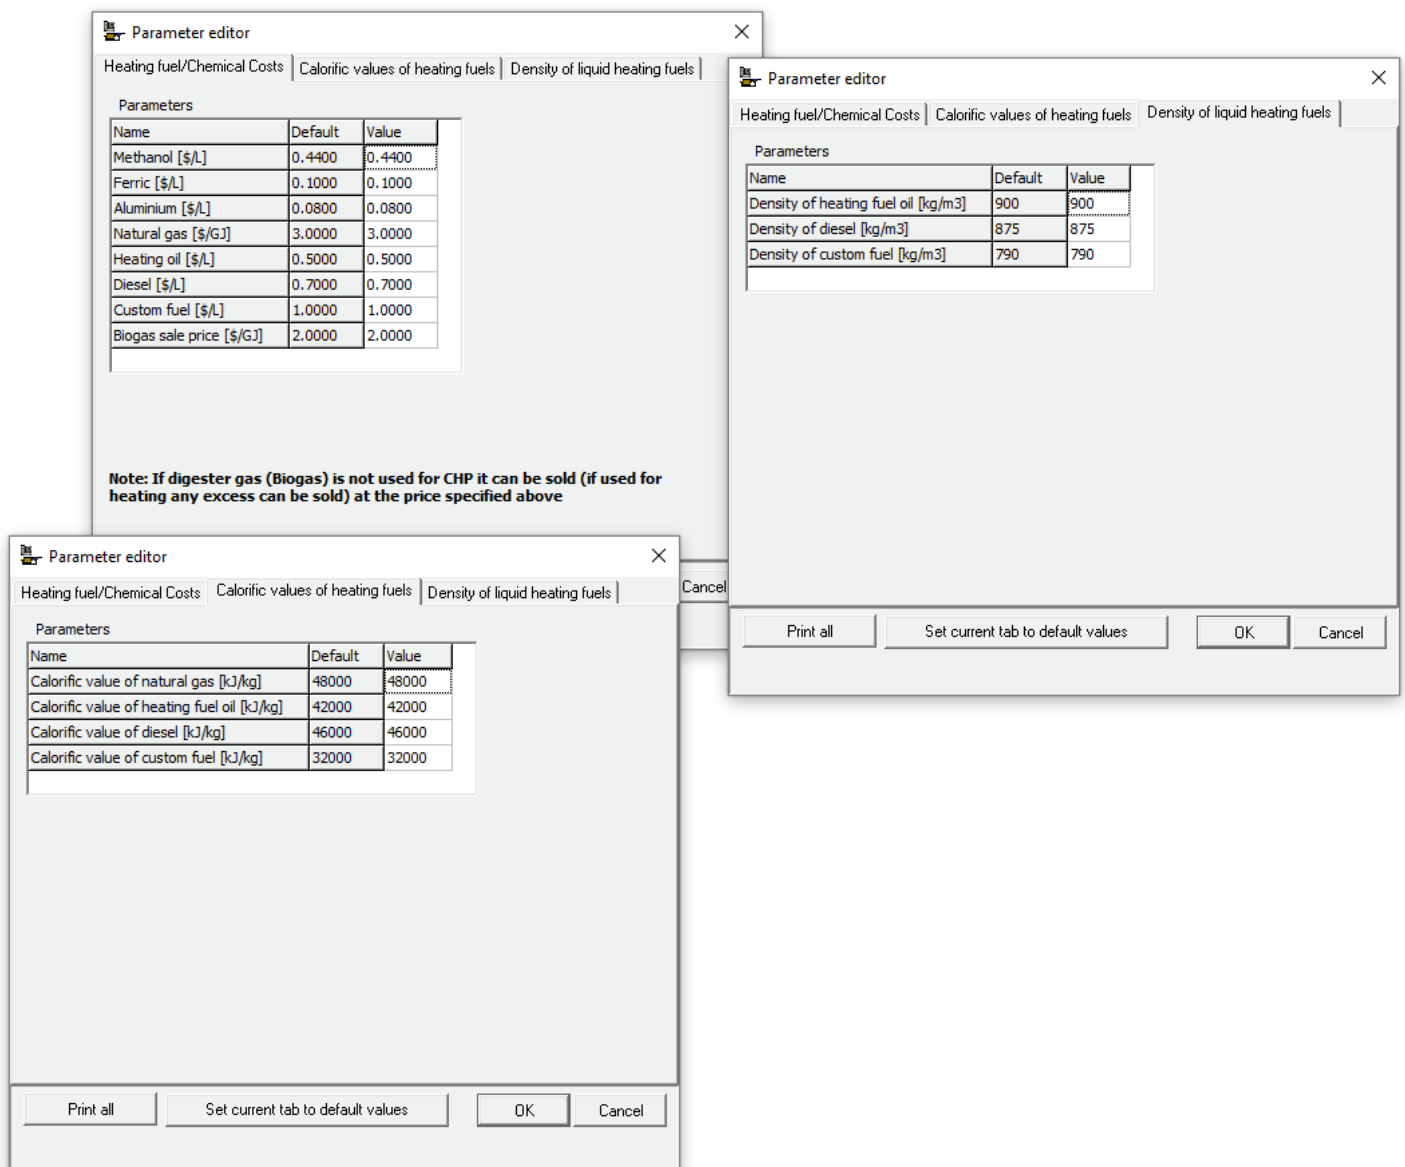 Parameter editor
Heating fuel/Chemical Costs Calorific values of heating fuels Density of liquid heating fuels
Parameters
Name Default Value
Methanol [$/L] 0.4400 0.4400
Ferric [$/L] 0.1000 0.1000
Aluminium [$/L] 0.0800 0.0800
Natural gas [$/GJ] 3.0000 3.0000
Heating oil [$/L] 0.5000 0.5000
Diesel [$/L] 0.7000 0.7000
Custom fuel [$/L] 1.0000 1.0000
Biogas sale price [$/GJ] 2.0000 2.0000
Note: If digester gas (Biogas) is not used for CHP it can be sold (if used for
heating any excess can be sold) at the price specified above
Cancel
Parameter editor
Heating fuel/Chemical Costs Calorific values of heating fuels Density of liquid heating fuels
Parameters
Name Default Value
Density of heating fuel oil [kg/m3] 900 900
Density of diesel [kg/m3] 875 875
Density of custom fuel [kg/m3] 790 790
Print all Set current tab to default values OK Cancel
Parameter editor
Heating fuel/Chemical Costs Calorific values of heating fuels Density of liquid heating fuels
Parameters
Name Default Value
Calorific value of natural gas [kJ/kg] 48000 48000
Calorific value of heating fuel oil [kJ/kg] 42000 42000
Calorific value of diesel [kJ/kg] 46000 46000
Calorific value of custom fuel [kJ/kg] 32000 32000
Print all Set current tab to default values OK Cancel